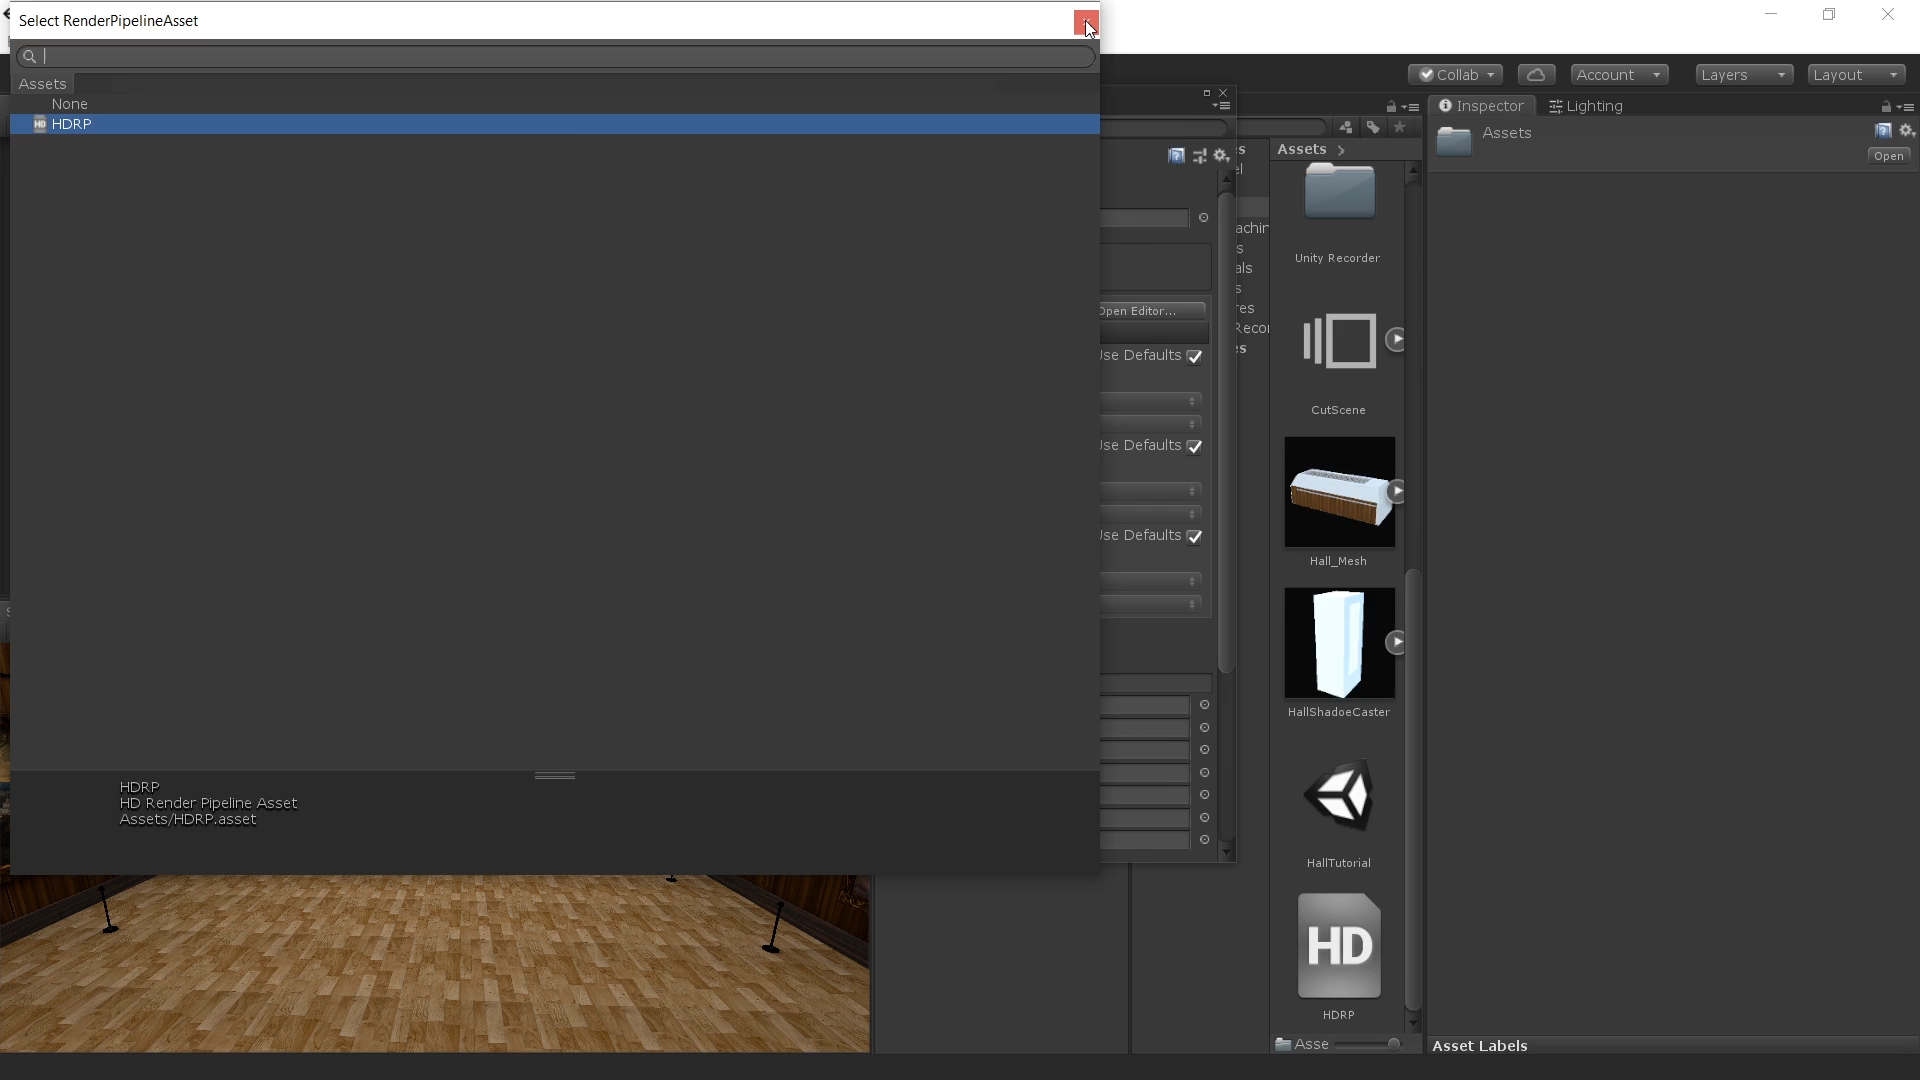 Select RenderPipelineAsset
Assets
None
HDRP
HDRP
HD Render Pipeline Asset
Assets/HDRP.asset
Open Editor...
Use Defaults
Use Defaults
Use Defaults
Collab
Account
Layers
Layout
Assets
Unity Recorder
CutScene
Hall_Mesh
HallShadoeCaster
HallTutorial
HD
HDRP
Asse
Inspector
Lighting
Assets
Open
Asset Labels